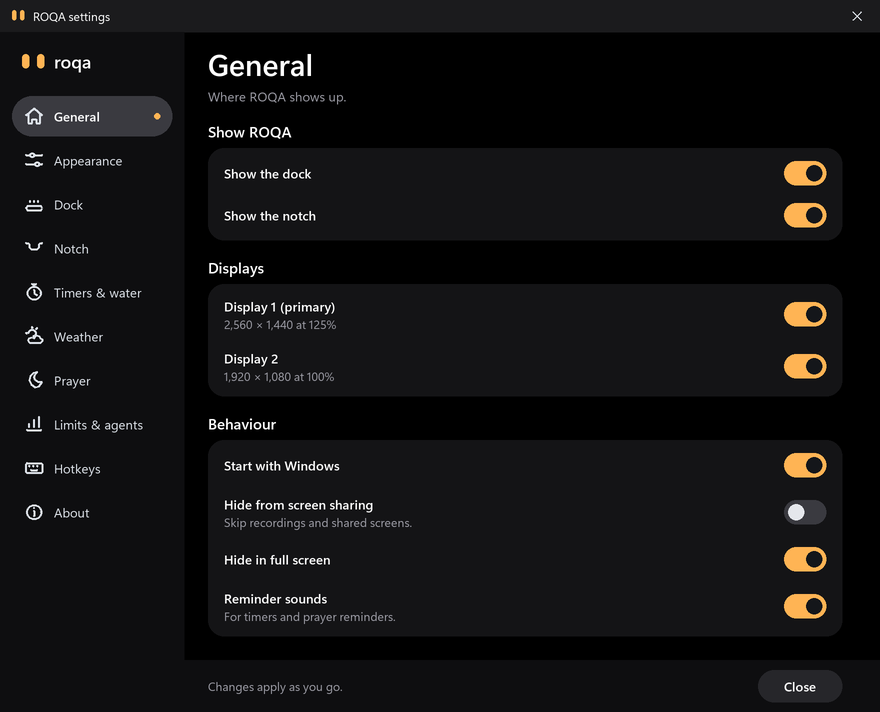 ROQA settings
roqa
General
Appearance
Dock
Notch
Timers & water
Weather
Prayer
Limits & agents
Hotkeys
About
General
Where ROQA shows up.
Show ROQA
Show the dock
Show the notch
Displays
Display 1 (primary)
2,560 × 1,440 at 125%
Display 2
1,920 × 1,080 at 100%
Behaviour
Start with Windows
Hide from screen sharing
Skip recordings and shared screens.
Hide in full screen
Reminder sounds
For timers and prayer reminders.
Changes apply as you go.
Close